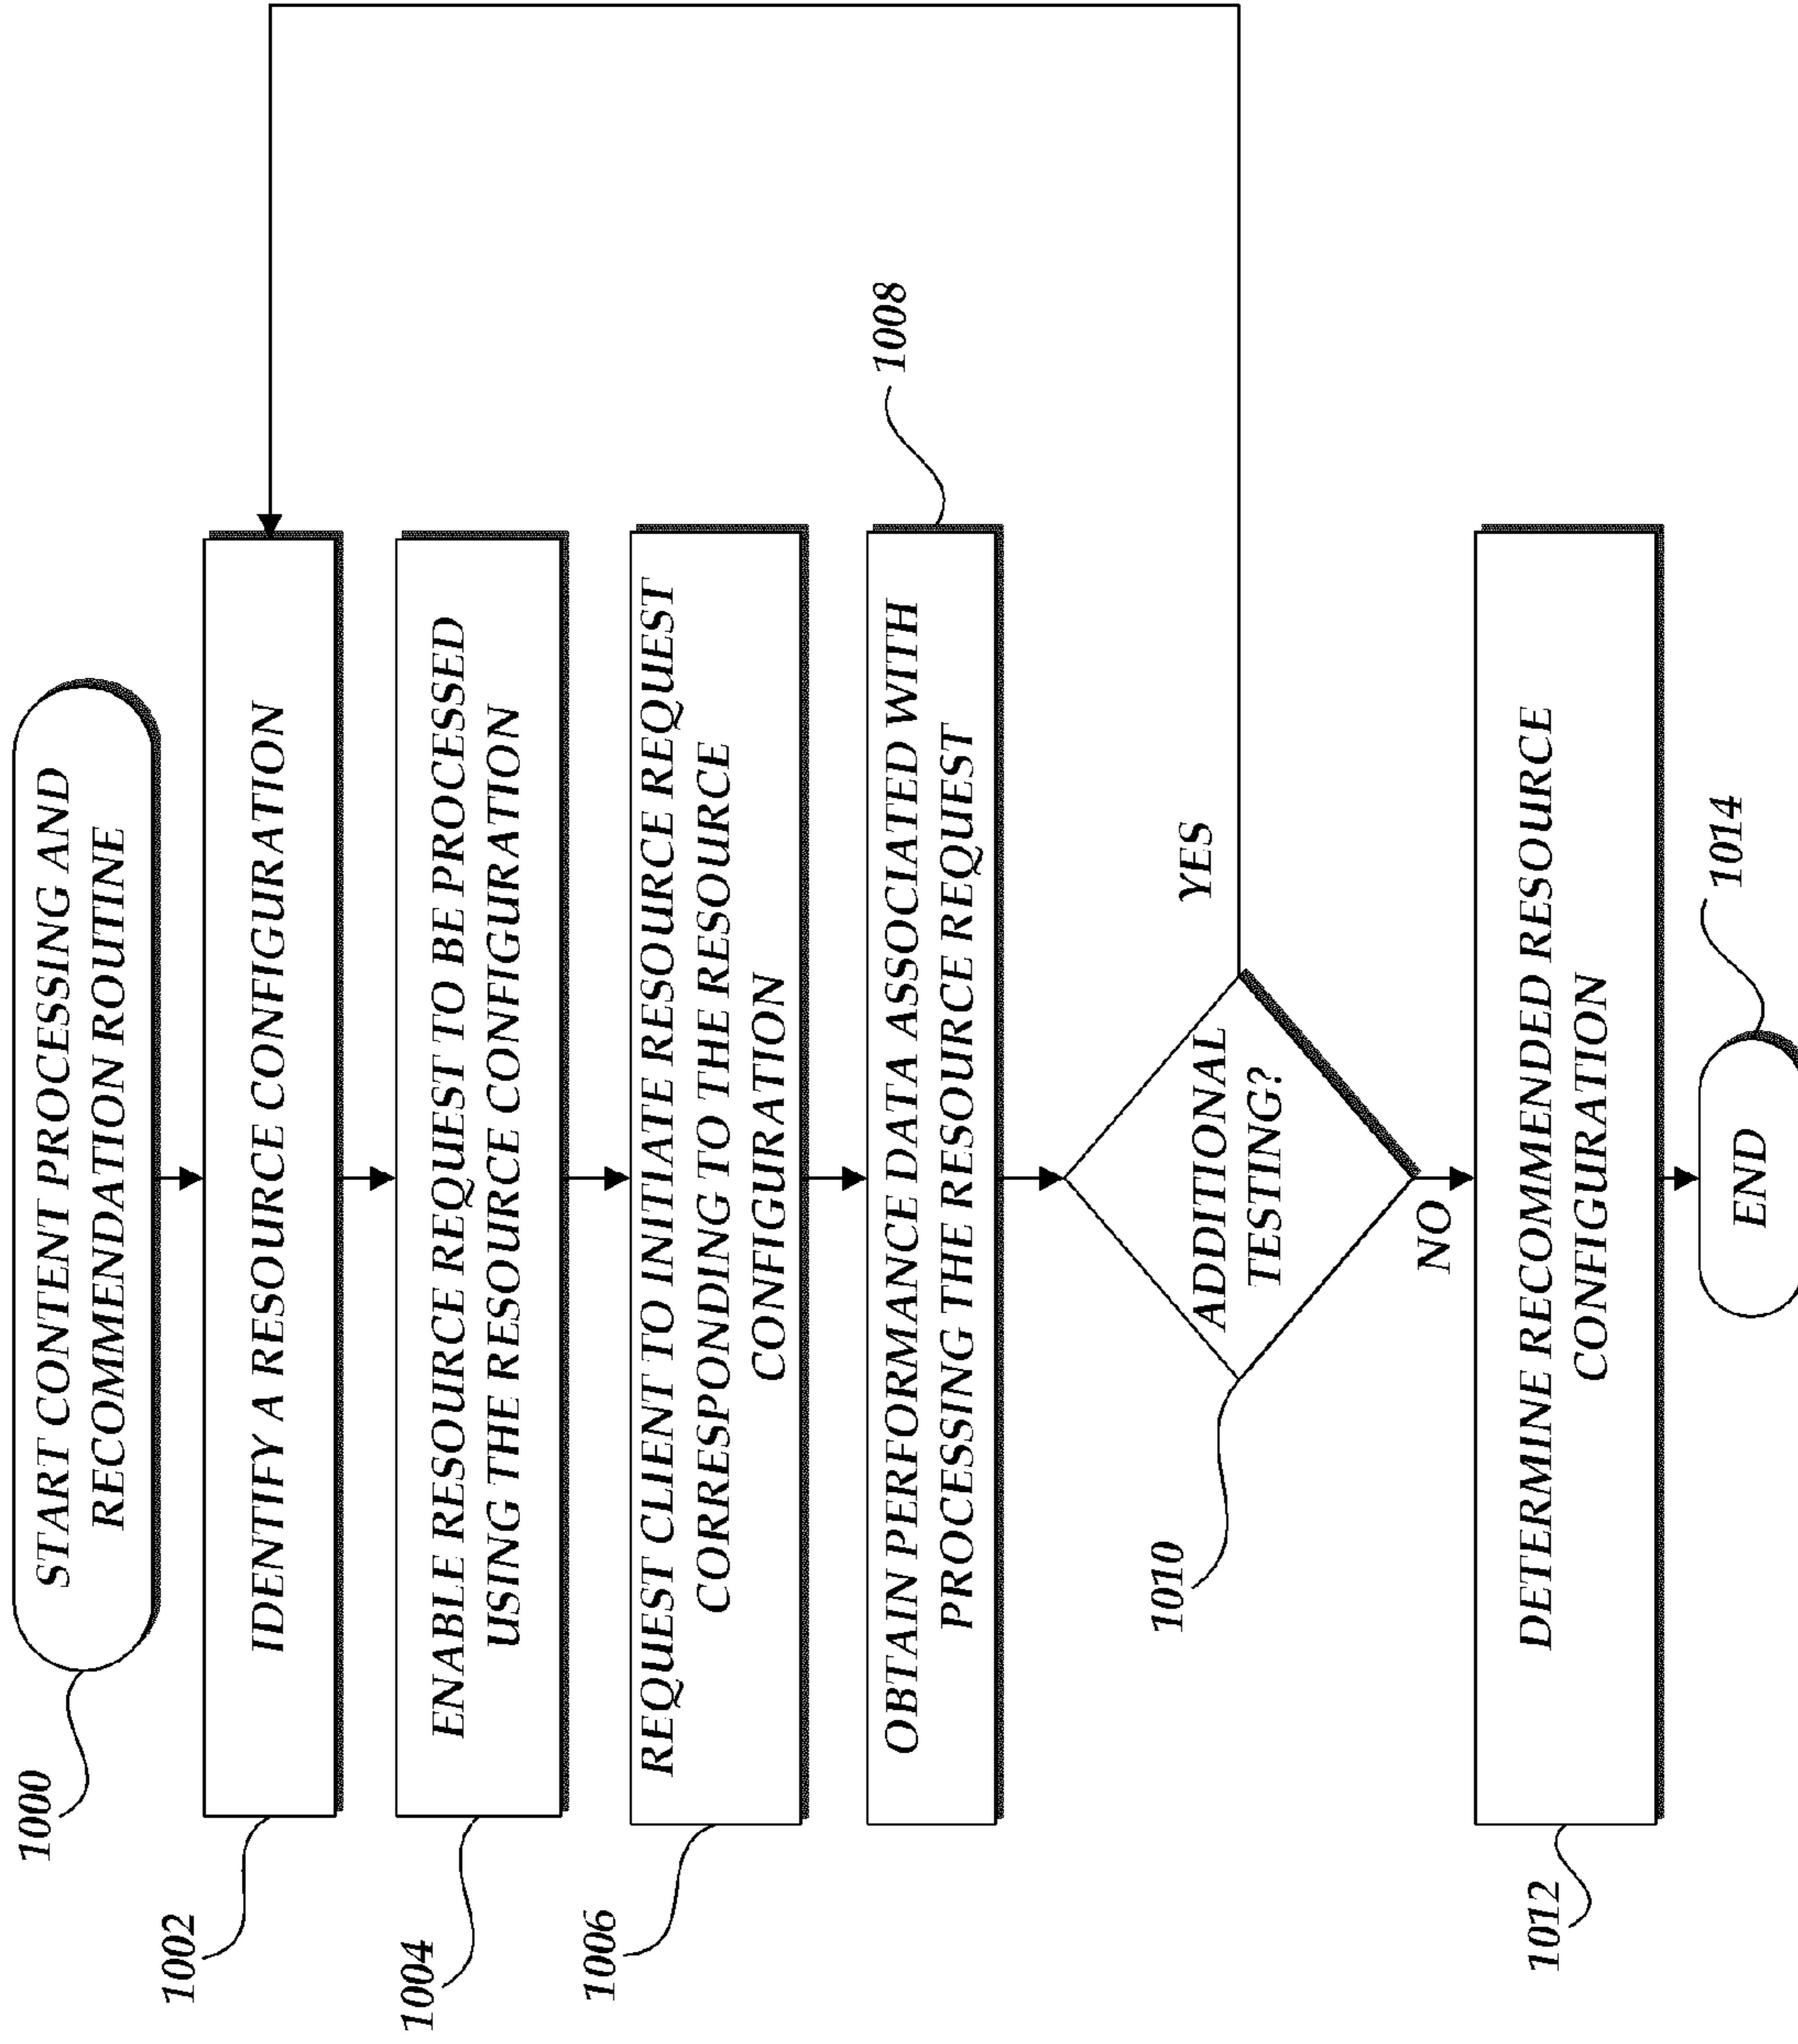 1000
START CONTENT PROCESSING AND
RECOMMENDATION ROUTINE
1002
IDENTIFY A RESOURCE CONFIGURATION
1004
ENABLE RESOURCE REQUEST TO BE PROCESSED
USING THE RESOURCE CONFIGURATION
1006
REQUEST CLIENT TO INITIATE RESOURCE REQUEST
CORRESPONDING TO THE RESOURCE
CONFIGURATION
OBTAIN PERFORMANCE DATA ASSOCIATED WITH
PROCESSING THE RESOURCE REQUEST
1008
1010
ADDITIONAL
TESTING?
YES
NO
1012
DETERMINE RECOMMENDED RESOURCE
CONFIGURATION
END
1014